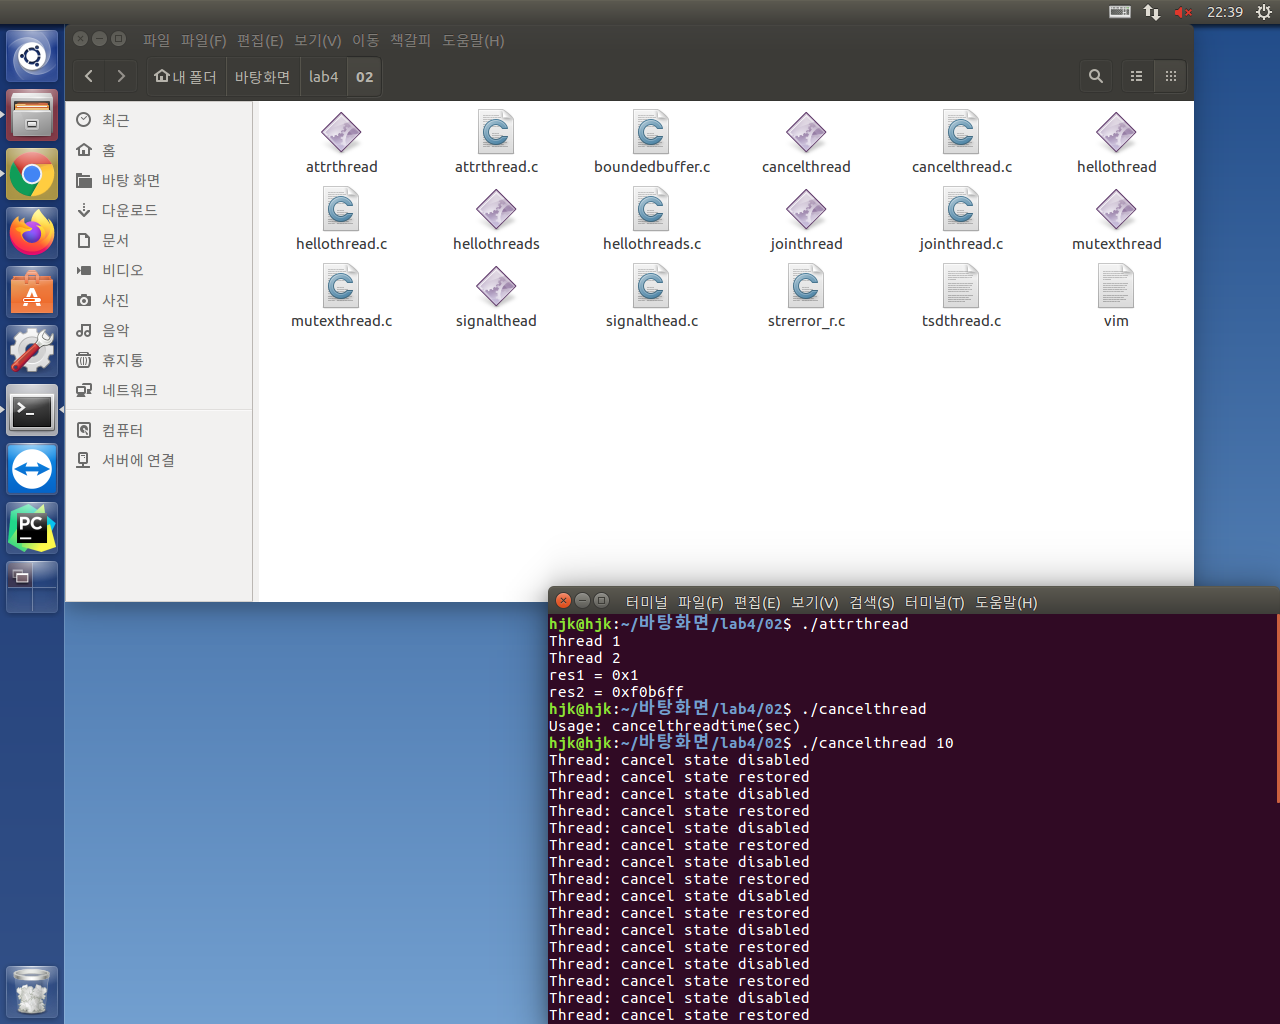 22:39
파일 파일(F) 편집(E) 보기(V) 이동 책갈피 도움말(H)
내 폴더 바탕화면 lab4 02
최근
홈
바탕 화면
다운로드
문서
비디오
사진
음악
휴지통
네트워크
컴퓨터
서버에 연결
attrthread attrthread.c boundedbuffer.c cancelthread cancelthread.c hellothread
hellothread.c hellothreads hellothreads.c jointhread jointhread.c mutexthread
mutexthread.c signalthead signalthead.c strerror_r.c tsdthread.c vim
PC
터미널 파일(F) 편집(E) 보기(V) 검색(S) 터미널(T) 도움말(H)
hjk@hjk:~/바탕화면/lab4/02$ ./attrthread
Thread 1
Thread 2
res1 = 0x1
res2 = 0xf0b6ff
hjk@hjk:~/바탕화면/lab4/02$ ./cancelthread
Usage: cancelthreadtime(sec)
hjk@hjk:~/바탕화면/lab4/02$ ./cancelthread 10
Thread: cancel state disabled
Thread: cancel state restored
Thread: cancel state disabled
Thread: cancel state restored
Thread: cancel state disabled
Thread: cancel state restored
Thread: cancel state disabled
Thread: cancel state restored
Thread: cancel state disabled
Thread: cancel state restored
Thread: cancel state disabled
Thread: cancel state restored
Thread: cancel state disabled
Thread: cancel state restored
Thread: cancel state disabled
Thread: cancel state restored